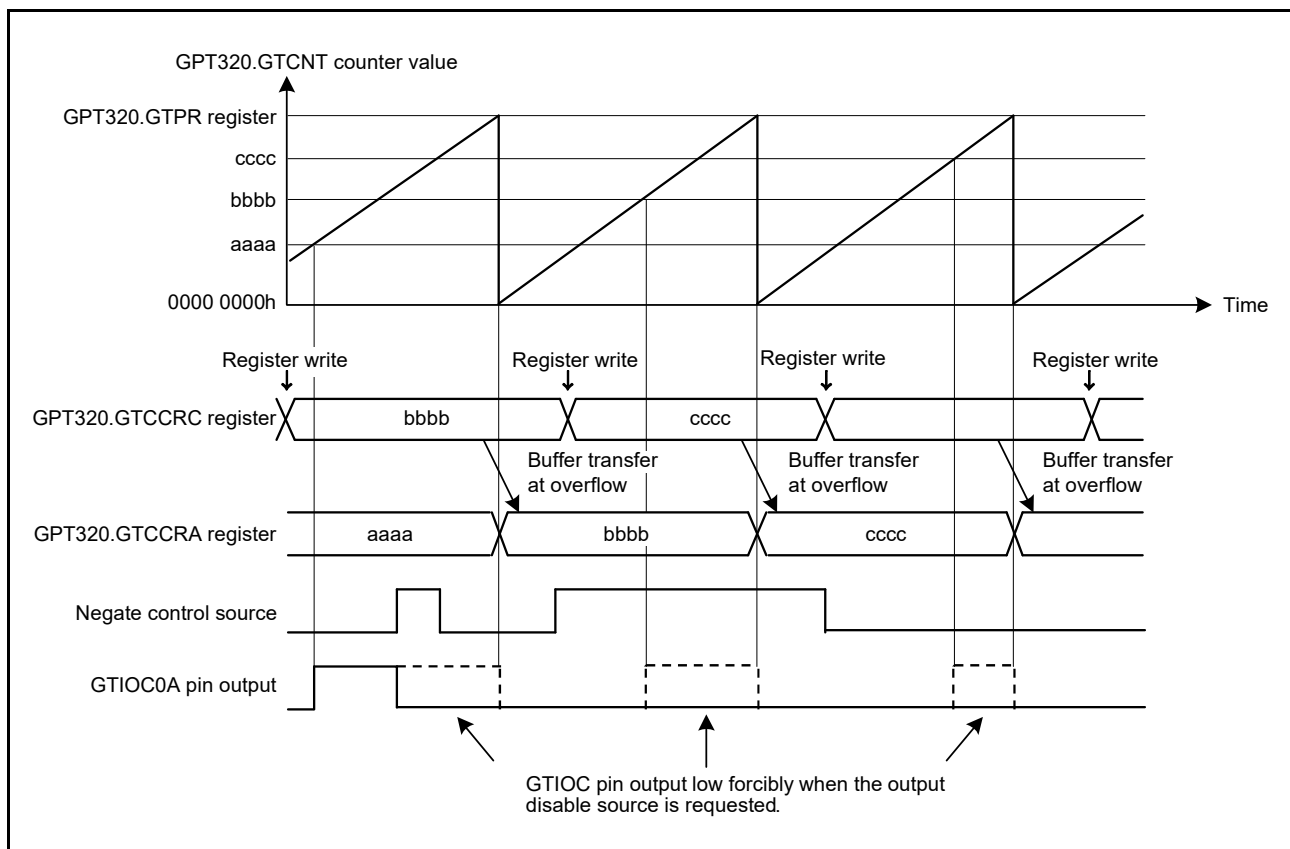 GPT320.GTCNT counter value
GPT320.GTPR register
cccc
bbbb
aaaa
0000 0000h
Time
Register write
Register write
Register write
Register write
GPT320.GTCCRC register
bbbb
cccc
Buffer transfer
at overflow
Buffer transfer
at overflow
Buffer transfer
at overflow
GPT320.GTCCRA register
aaaa
bbbb
cccc
Negate control source
GTIOC0A pin output
GTIOC pin output low forcibly when the output
disable source is requested.